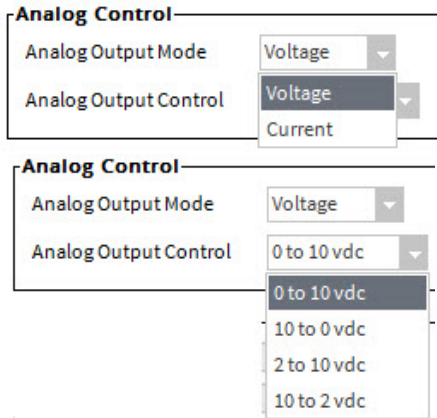 Analog Control
Analog Output Mode Voltage
Analog Output Control Voltage
Current
Analog Control
Analog Output Mode Voltage
Analog Output Control 0 to 10 vdc
0 to 10 vdc
10 to 0 vdc
2 to 10 vdc
10 to 2 vdc